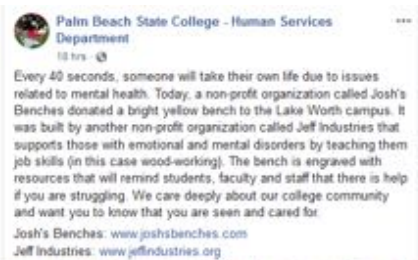 Palm Beach State College - Human Services
Department
18 hrs ·
Every 40 seconds, someone will take their own life due to issues
related to mental health. Today, a non-profit organization called Josh's
Benches donated a bright yellow bench to the Lake Worth campus. It
was built by another non-profit organization called Jeff Industries that
supports those with emotional and mental disorders by teaching them
job skills (in this case wood-working). The bench is engraved with
resources that will remind students, faculty and staff that there is help
if you are struggling. We care deeply about our college community
and want you to know that you are seen and cared for.
Josh's Benches: www.joshsbenches.com
Jeff Industries: www.jeffindustries.org